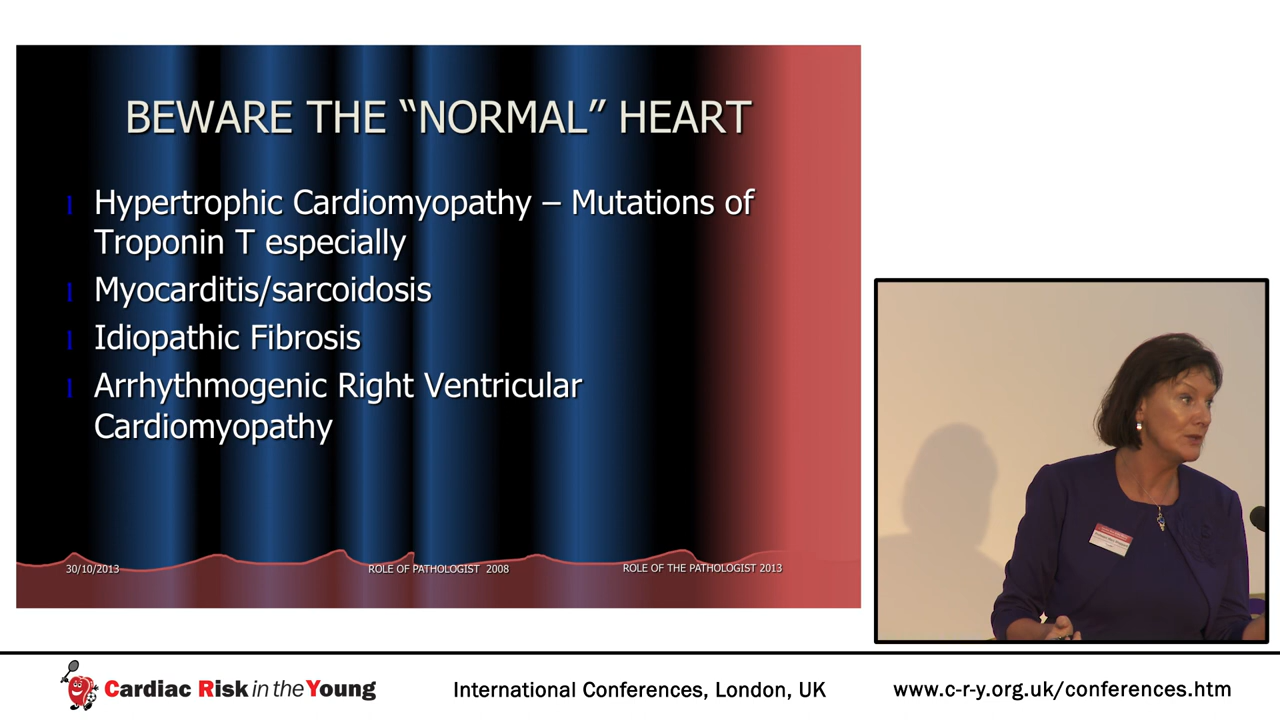 BEWARE THE “NORMAL” HEART
Hypertrophic Cardiomyopathy – Mutations of
Troponin T especially
Myocarditis/sarcoidosis
Idiopathic Fibrosis
Arrhythmogenic Right Ventricular
Cardiomyopathy
30/10/2013
ROLE OF PATHOLOGIST 2008
ROLE OF THE PATHOLOGIST 2013
Cardiac Risk in the Young
International Conferences, London, UK
www.c-r-y.org.uk/conferences.htm